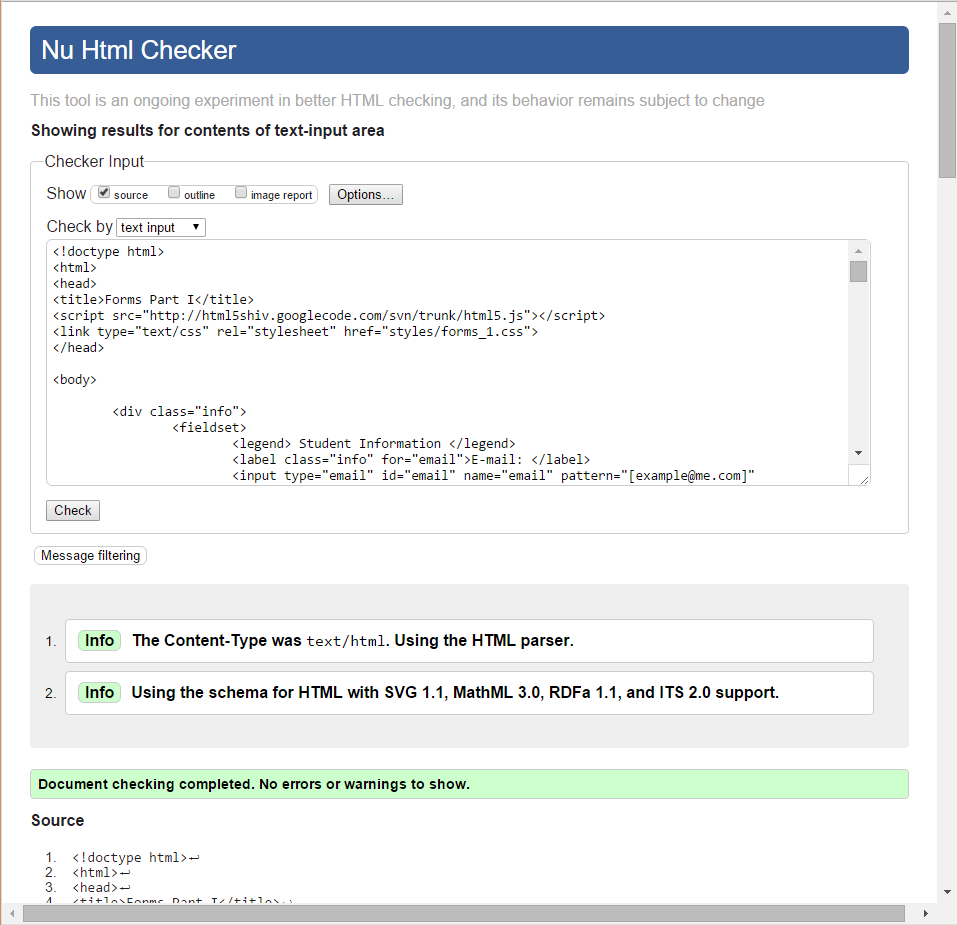 Nu Html Checker
This tool is an ongoing experiment in better HTML checking, and its behavior remains subject to change
Showing results for contents of text-input area
Checker Input
Show source outline image report Options...
Check by text input
<!doctype html>
<html>
<head>
<title>Forms Part I</title>
<script src="http://html5shiv.googlecode.com/svn/trunk/html5.js"></script>
<link type="text/css" rel="stylesheet" href="styles/forms_1.css">
</head>
<body>
<div class="info">
<fieldset>
<legend> Student Information </legend>
<label class="info" for="email">E-mail: </label>
<input type="email" id="email" name="email" pattern="[example@me.com]"
Check
Message filtering
1. Info The Content-Type was text/html. Using the HTML parser.
2. Info Using the schema for HTML with SVG 1.1, MathML 3.0, RDFa 1.1, and ITS 2.0 support.
Document checking completed. No errors or warnings to show.
Source
1. <!doctype html>↩
2. <html>↩
3. <head>↩
4. <title>Forms Part I</title>↩